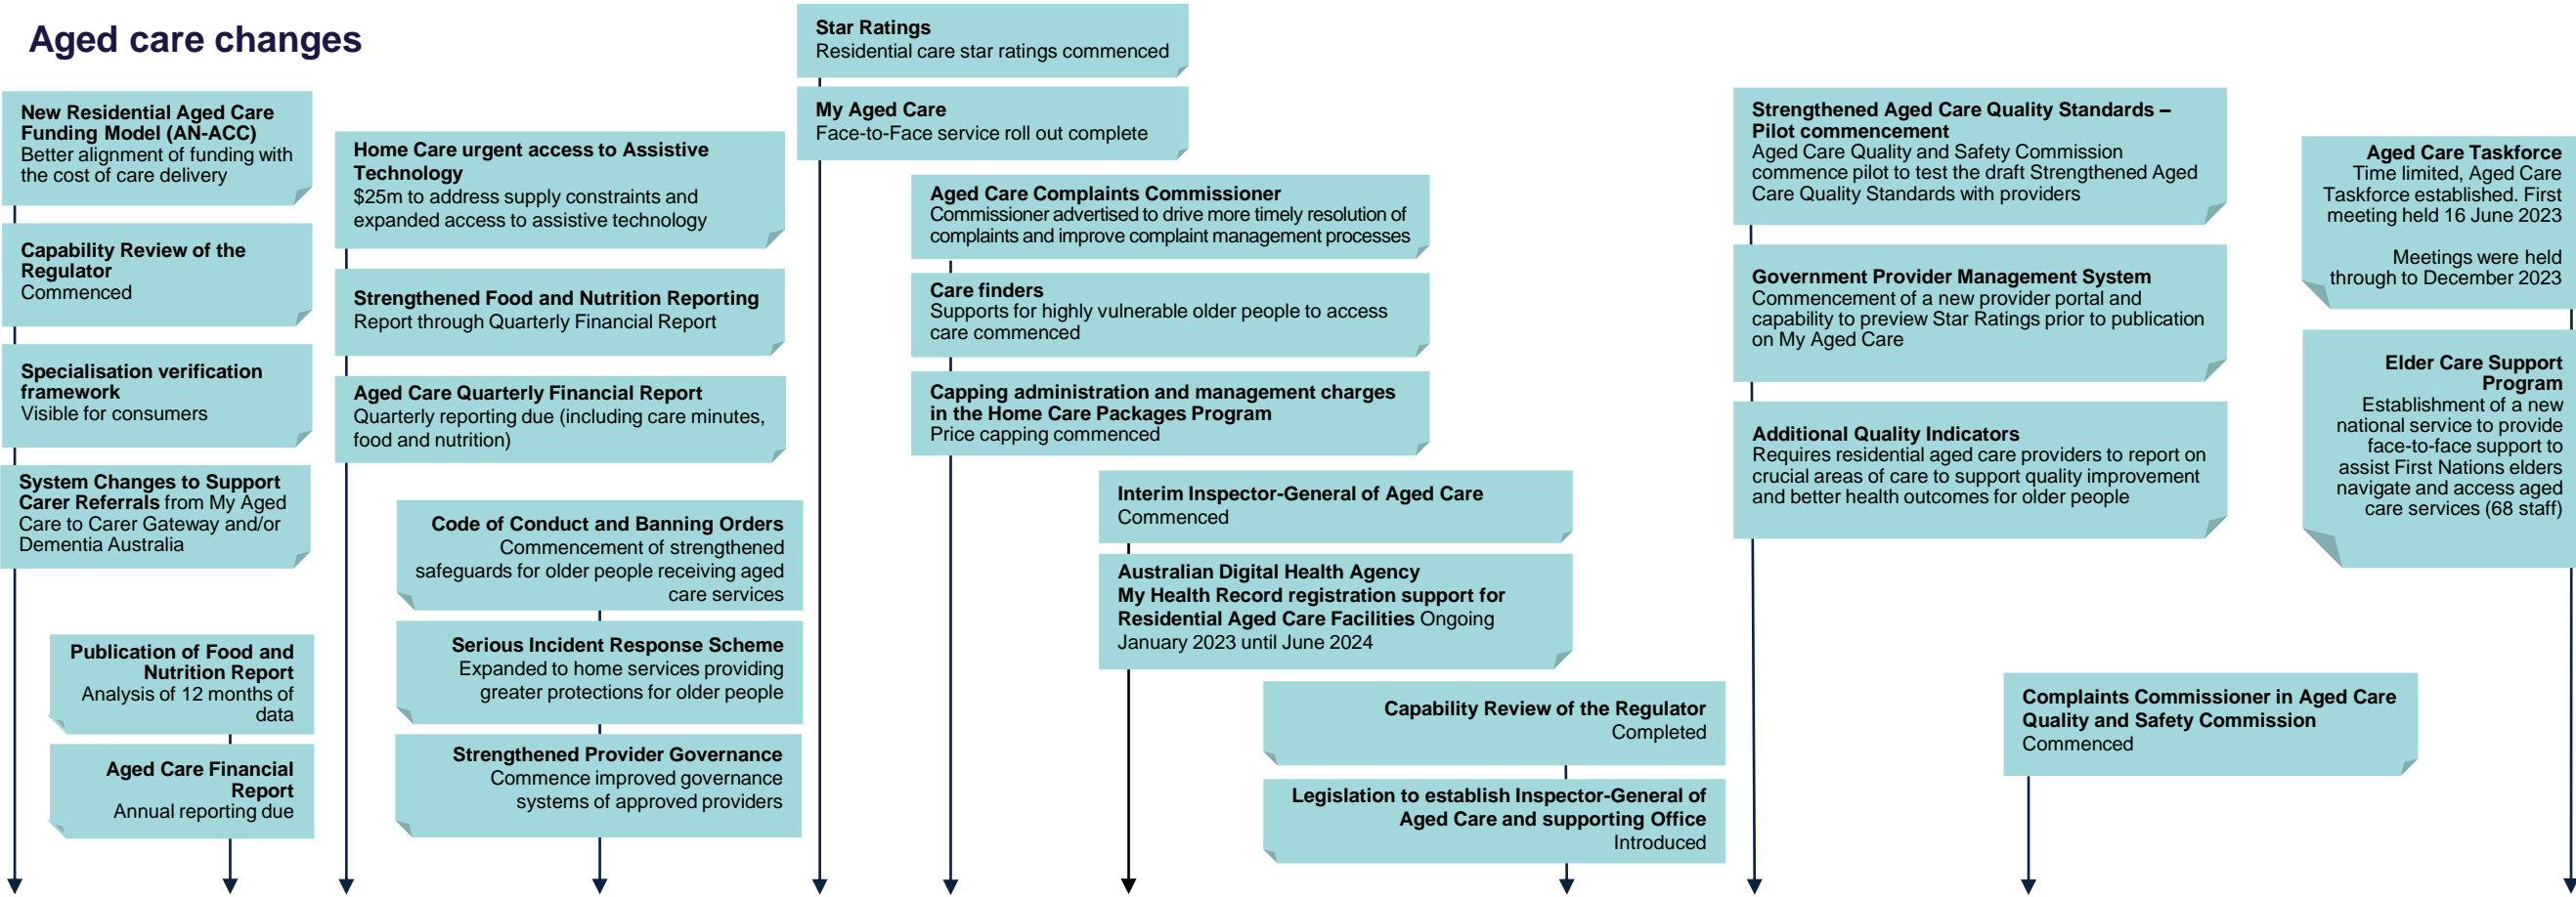 Aged care changes
New Residential Aged Care
Funding Model (AN-ACC)
Better alignment of funding with
the cost of care delivery
Capability Review of the
Regulator
Commenced
Specialisation verification
framework
Visible for consumers
System Changes to Support
Carer Referrals from My Aged
Care to Carer Gateway and/or
Dementia Australia
Publication of Food and
Nutrition Report
Analysis of 12 months of
data
Aged Care Financial
Report
Annual reporting due
Home Care urgent access to Assistive
Technology
$25m to address supply constraints and
expanded access to assistive technology
Strengthened Food and Nutrition Reporting
Report through Quarterly Financial Report
Aged Care Quarterly Financial Report
Quarterly reporting due (including care minutes,
food and nutrition)
Code of Conduct and Banning Orders
Commencement of strengthened
safeguards for older people receiving aged
care services
Serious Incident Response Scheme
Expanded to home services providing
greater protections for older people
Strengthened Provider Governance
Commence improved governance
systems of approved providers
Star Ratings
Residential care star ratings commenced
My Aged Care
Face-to-Face service roll out complete
Aged Care Complaints Commissioner
Commissioner advertised to drive more timely resolution of
complaints and improve complaint management processes
Care finders
Supports for highly vulnerable older people to access
care commenced
Capping administration and management charges
in the Home Care Packages Program
Price capping commenced
Interim Inspector-General of Aged Care
Commenced
Australian Digital Health Agency
My Health Record registration support for
Residential Aged Care Facilities Ongoing
January 2023 until June 2024
Capability Review of the Regulator
Completed
Legislation to establish Inspector-General of
Aged Care and supporting Office
Introduced
Strengthened Aged Care Quality Standards –
Pilot commencement
Aged Care Quality and Safety Commission
commence pilot to test the draft Strengthened Aged
Care Quality Standards with providers
Government Provider Management System
Commencement of a new provider portal and
capability to preview Star Ratings prior to publication
on My Aged Care
Additional Quality Indicators
Requires residential aged care providers to report on
crucial areas of care to support quality improvement
and better health outcomes for older people
Complaints Commissioner in Aged Care
Quality and Safety Commission
Commenced
Aged Care Taskforce
Time limited, Aged Care
Taskforce established. First
meeting held 16 June 2023
Meetings were held
through to December 2023
Elder Care Support
Program
Establishment of a new
national service to provide
face-to-face support to
assist First Nations elders
navigate and access aged
care services (68 staff)